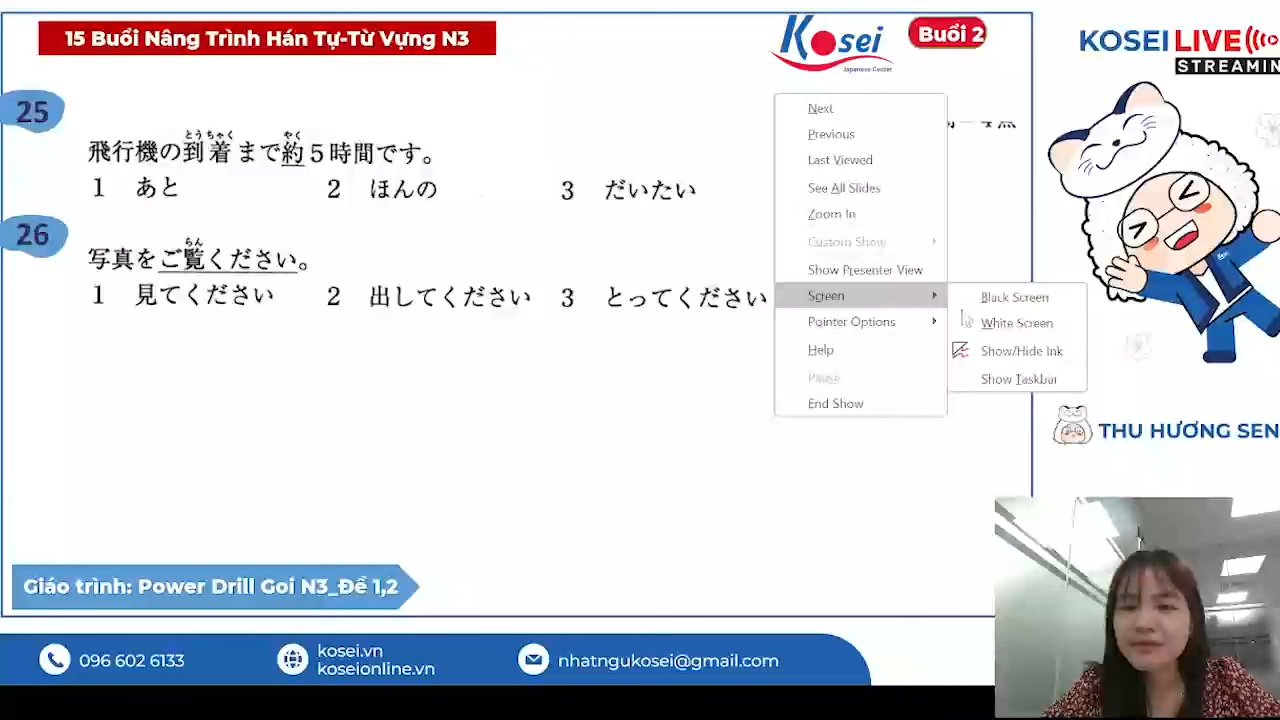 15 Buổi Nâng Trình Hán Tự-Từ Vựng N3
Kosei
Japanese Center
Buổi 2
KOSEI LIVE
STREAMIN
25
とうちゃく やく
飛行機の到着まで約5時間です。
1 あと 2 ほんの 3 だいたい
26
らん
写真をご覧ください。
1 見てください 2 出してください 3 とってください
Next
Previous
Last Viewed
See All Slides
Zoom In
Custom Show
Show Presenter View
Screen
Pointer Options
Help
Pause
End Show
Black Screen
White Screen
Show/Hide Ink
Show Taskbar
THU HƯƠNG SEN
Giáo trình: Power Drill Goi N3_Đề 1,2
096 602 6133
kosei.vn
koseionline.vn
nhatngukosei@gmail.com